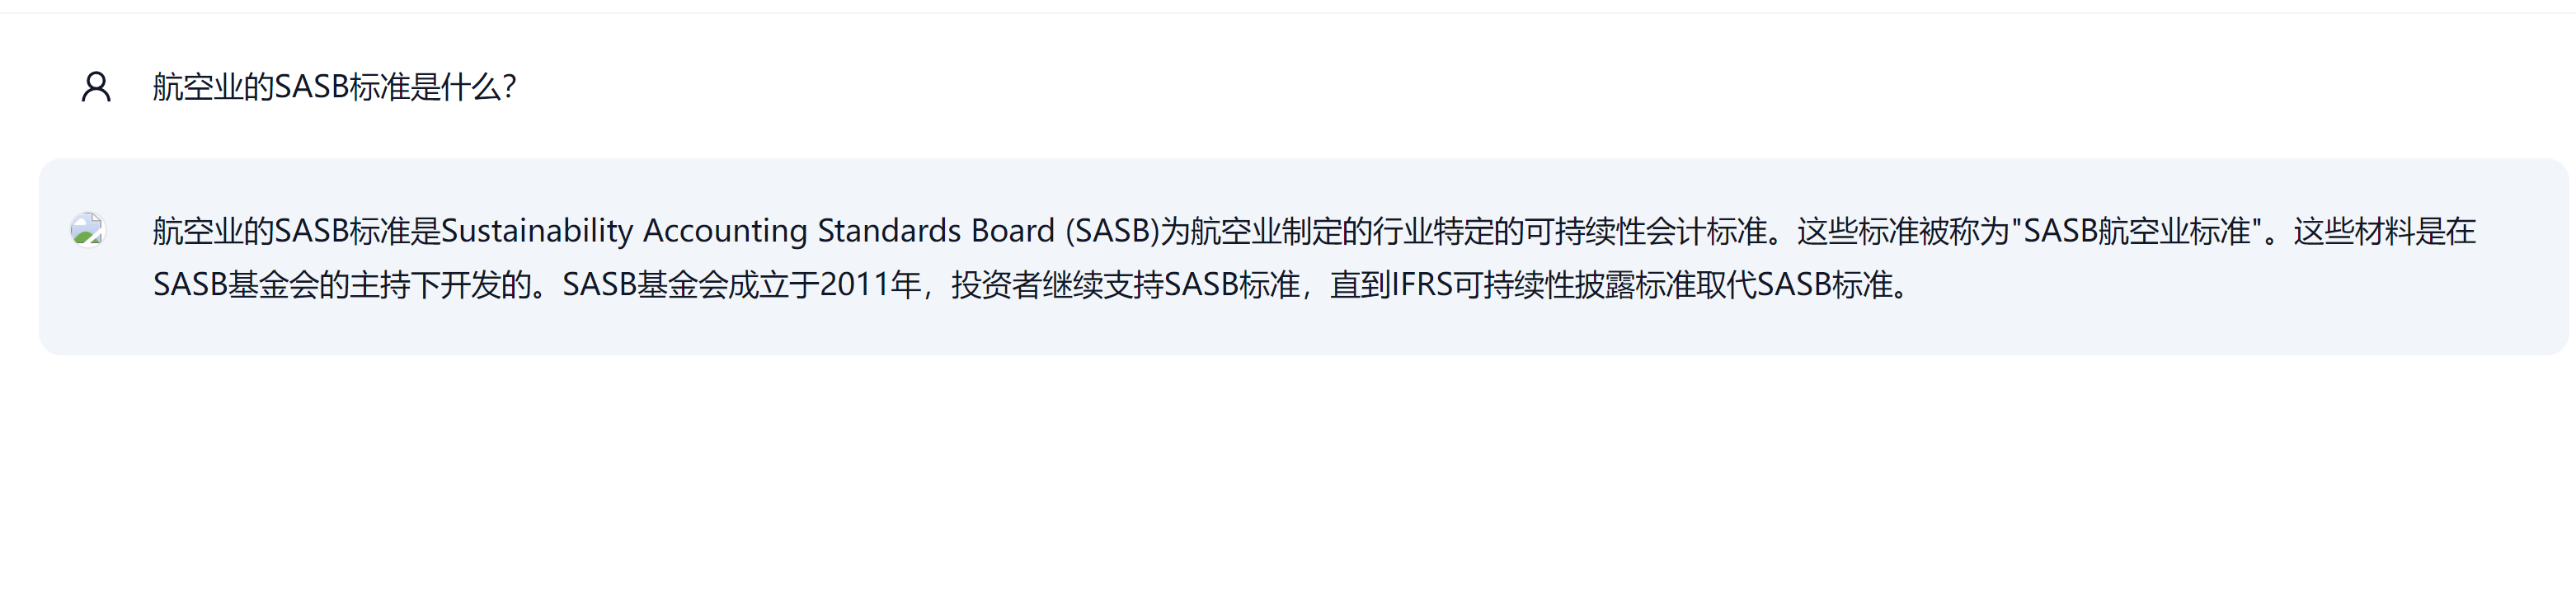 航空业的SASB标准是什么？
航空业的SASB标准是Sustainability Accounting Standards Board (SASB)为航空业制定的行业特定的可持续性会计标准。这些标准被称为"SASB航空业标准"。这些材料是在
SASB基金会的主持下开发的。SASB基金会成立于2011年，投资者继续支持SASB标准，直到IFRS可持续性披露标准取代SASB标准。